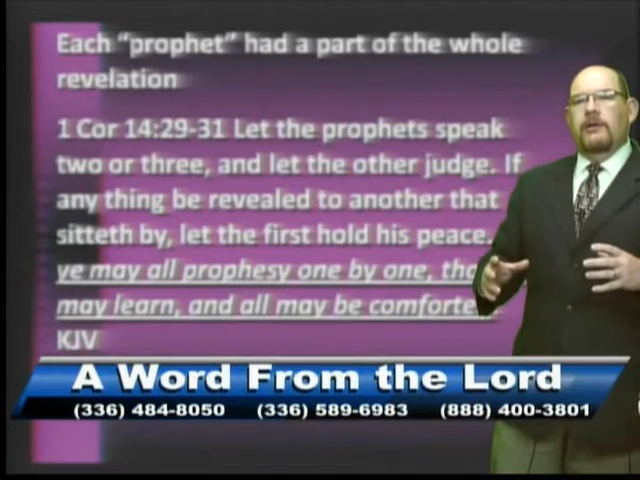 Each “prophet” had a part of the whole
revelation
1 Cor 14:29-31 Let the prophets speak
two or three, and let the other judge. If
any thing be revealed to another that
sitteth by, let the first hold his peace.
ye may all prophesy one by one, tha
may learn, and all may be comforte
KJV
A Word From the Lord
(336) 484-8050 (336) 589-6983 (888) 400-3801